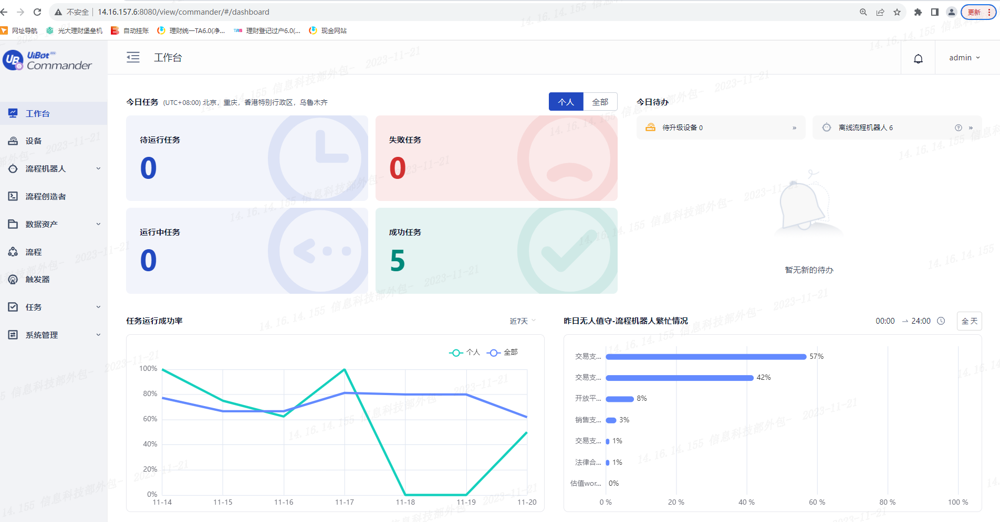 不安全 14.16.157.6:8080/view/commander/#/dashboard 更新
网址导航 光大理财堡垒机 自动挂账 理财统一TA6.0(净... TA6 理财登记过户6.0(... 现金网站
UB UiBot Commander
工作台 admin
工作台
设备
流程机器人
流程创造者
数据资产
流程
触发器
任务
系统管理
今日任务 (UTC+08:00) 北京，重庆，香港特别行政区，乌鲁木齐 个人 全部
待运行任务
0
失败任务
0
运行中任务
0
成功任务
5
今日待办
待升级设备 0 »
离线流程机器人 6 ? »
暂无新的待办
任务运行成功率 近7天
个人 全部
100%
80%
60%
40%
20%
0%
11-14 11-15 11-16 11-17 11-18 11-19 11-20
昨日无人值守-流程机器人繁忙情况 00:00 → 24:00 全天
交易支... 57%
交易支... 42%
开放平... 8%
销售支... 3%
交易支... 1%
法律合... 1%
估值wor... 0%
0 % 20 % 40 % 60 % 80 % 100 %
14.16.14.155 信息科技部外包- 2023-11-21